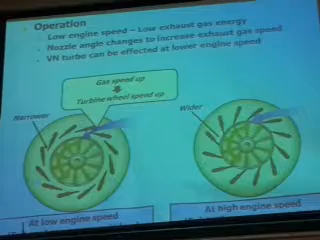 Operation
Low engine speed – Low exhaust gas energy
Nozzle angle changes to increase exhaust gas speed
VN turbo can be effected at lower engine speed
Gas speed up
Turbine wheel speed up
Narrower
Wider
At low engine speed
At high engine speed